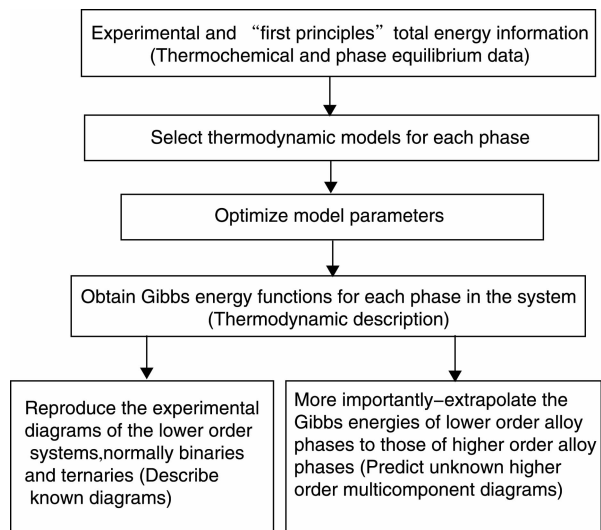 Experimental and “first principles” total energy information
(Thermochemical and phase equilibrium data)
Select thermodynamic models for each phase
Optimize model parameters
Obtain Gibbs energy functions for each phase in the system
(Thermodynamic description)
Reproduce the experimental
diagrams of the lower order
systems,normally binaries
and ternaries (Describe
known diagrams)
More importantly–extrapolate the
Gibbs energies of lower order alloy
phases to those of higher order alloy
phases (Predict unknown higher
order multicomponent diagrams)